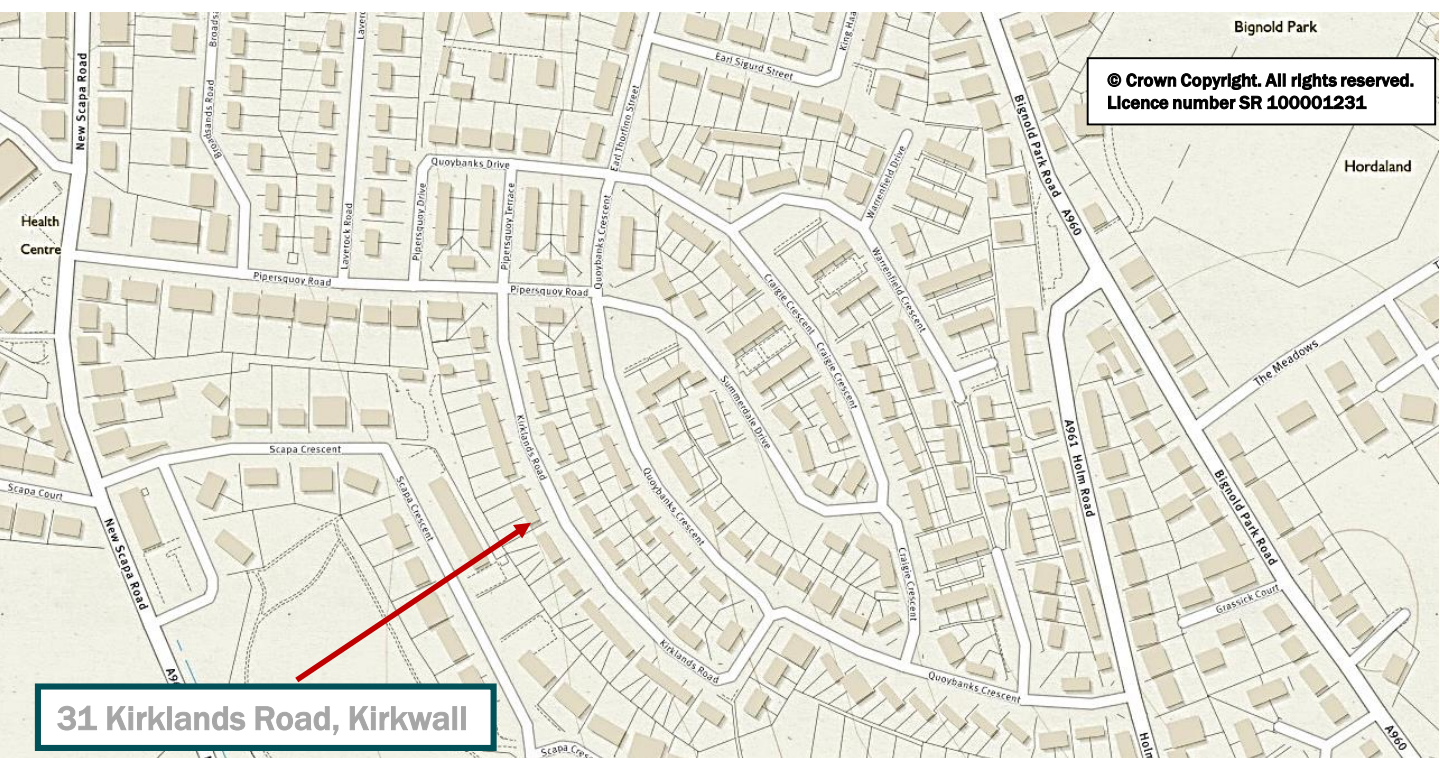 Bignold Park
© Crown Copyright. All rights reserved.
Licence number SR 100001231
Hordaland
New Scapa Road
Broadsands Road
Earl Sigurd Street
Earl Thorfinn Street
Bignold Park Road
A960
Quoybanks Drive
Warrenfield Drive
Health
Centre
Laverock Road
Pipersquoy Drive
Pipersquoy Terrace
Quoybanks Crescent
Pipersquoy Road
Pipersquoy Road
Craigie Crescent
Craigie Crescent
Warrenfield Crescent
The Meadows
Summerdale Drive
Kirklands Road
Scapa Crescent
Scapa Crescent
Quoybanks Crescent
A961 Holm Road
Scapa Court
New Scapa Road
Bignold Park Road
Craigie Crescent
Grassick Court
Kirklands Road
Quoybanks Crescent
31 Kirklands Road, Kirkwall
A960